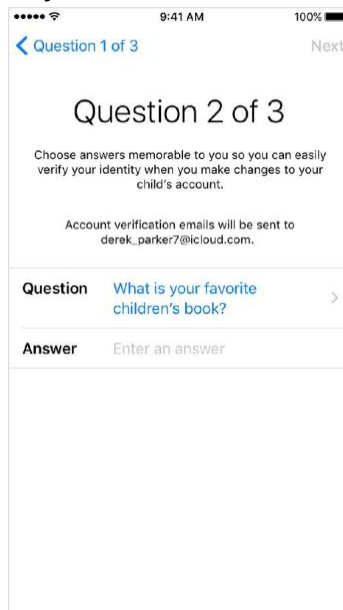 9:41 AM
100%
Question 1 of 3
Next
Question 2 of 3
Choose answers memorable to you so you can easily
verify your identity when you make changes to your
child's account.
Account verification emails will be sent to
derek_parker7@icloud.com.
Question What is your favorite
children's book?
Answer Enter an answer